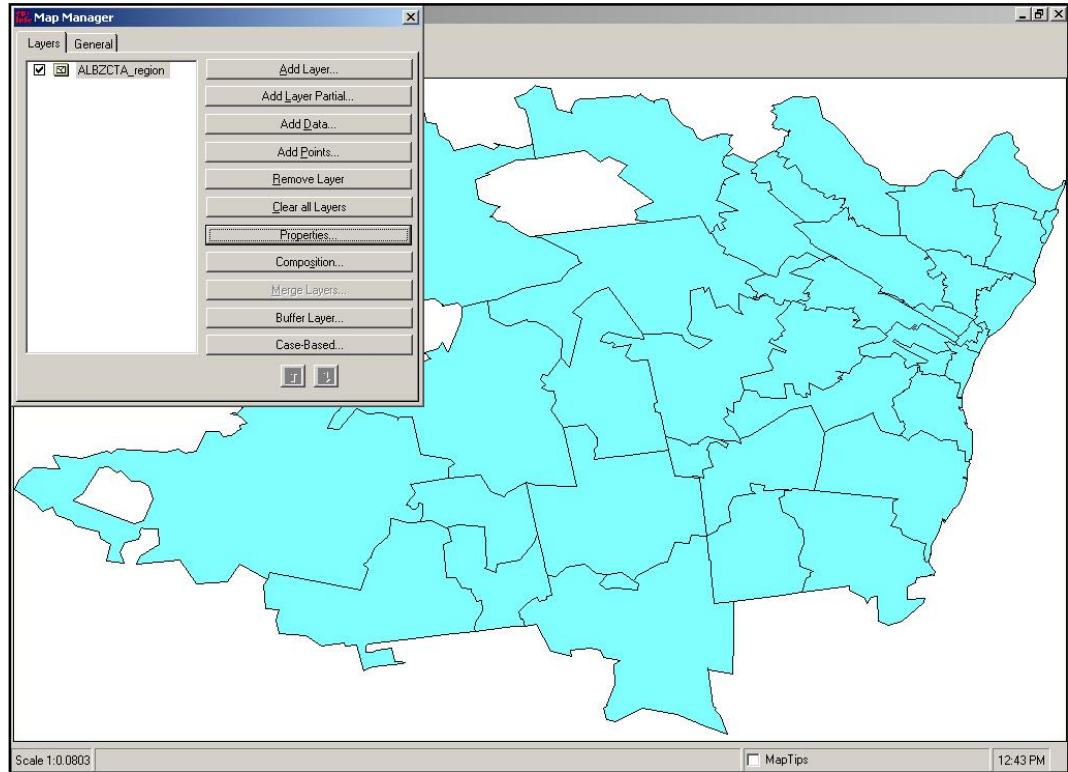 Map Manager
Layers
General
ALBZCTA_region
Add Layer...
Add Layer Partial...
Add Data...
Add Points...
Remove Layer
Clear all Layers
Properties...
Composition...
Merge Layers...
Buffer Layer...
Case-Based...
Scale 1:0.0803
MapTips
12:43 PM